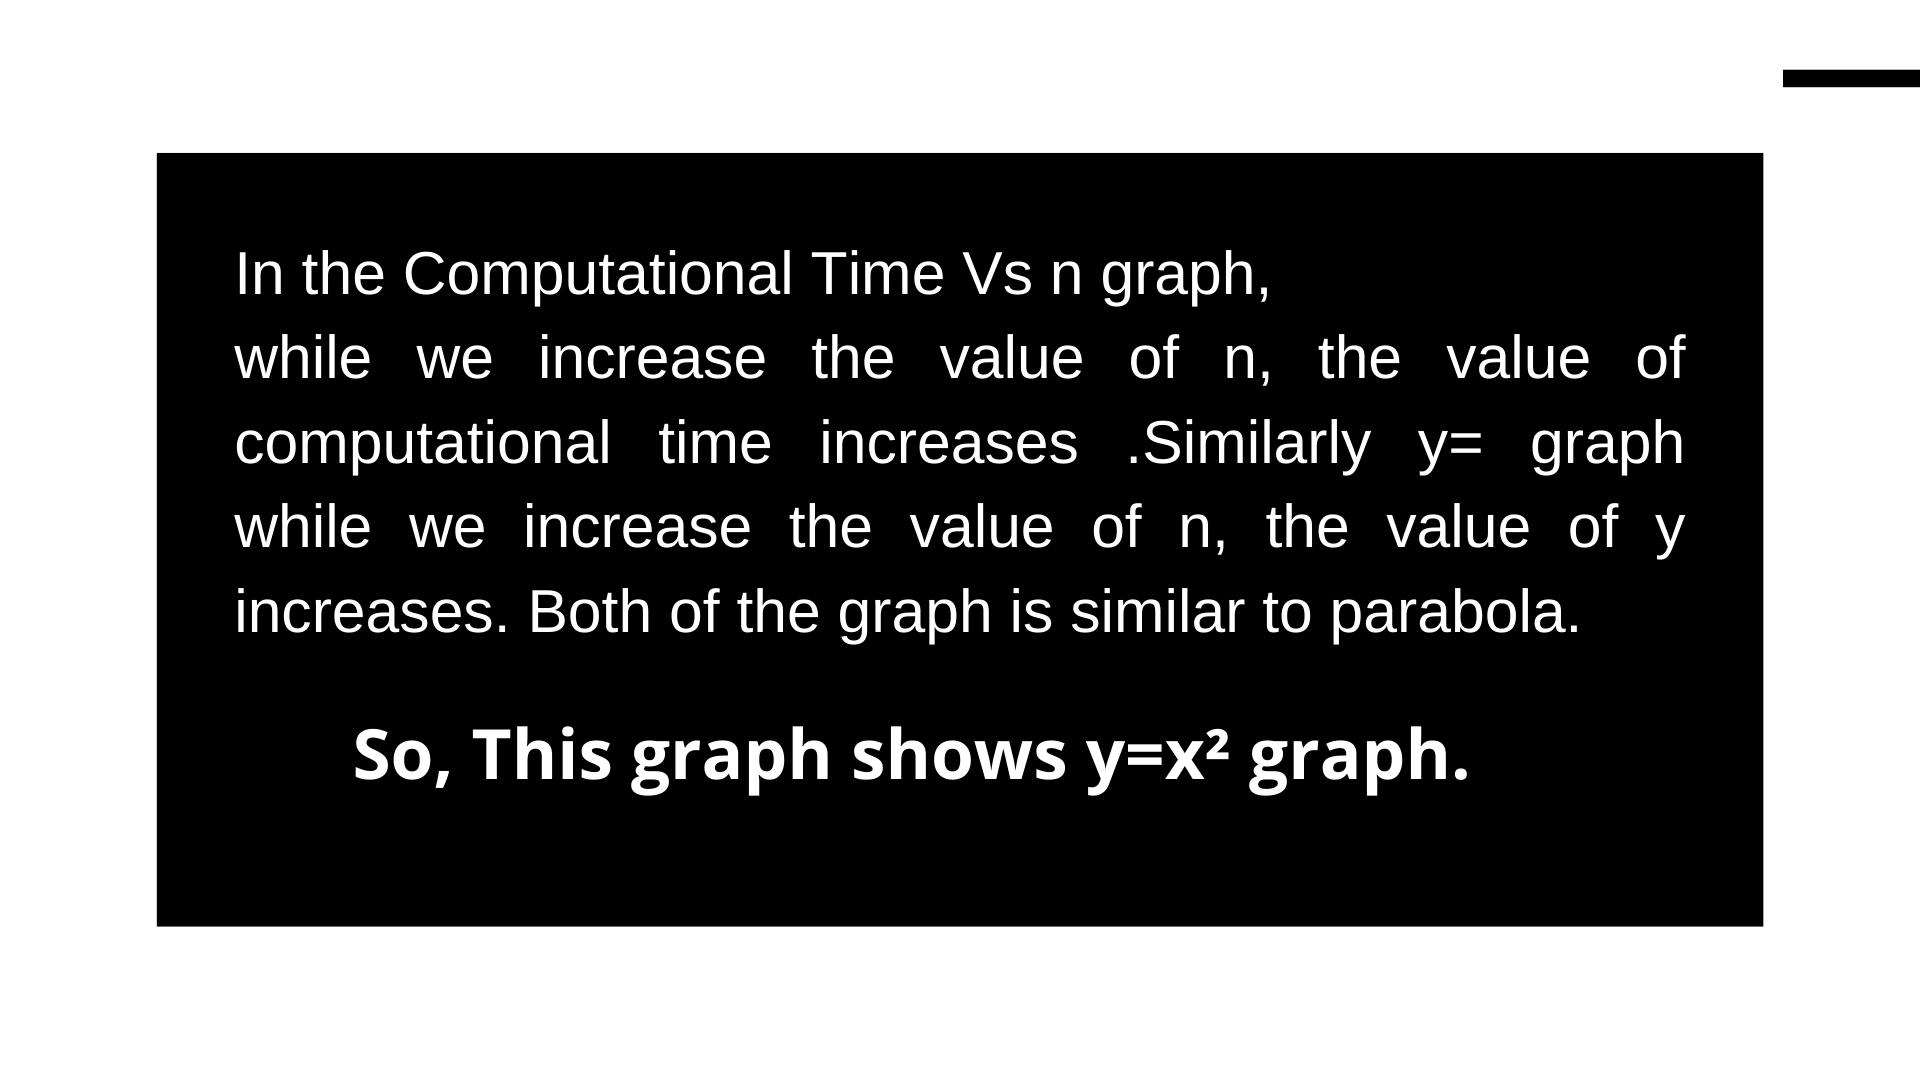 In the Computational Time Vs n graph,
while we increase the value of n, the value of
computational time increases .Similarly y= graph
while we increase the value of n, the value of y
increases. Both of the graph is similar to parabola.
So, This graph shows y=x² graph.